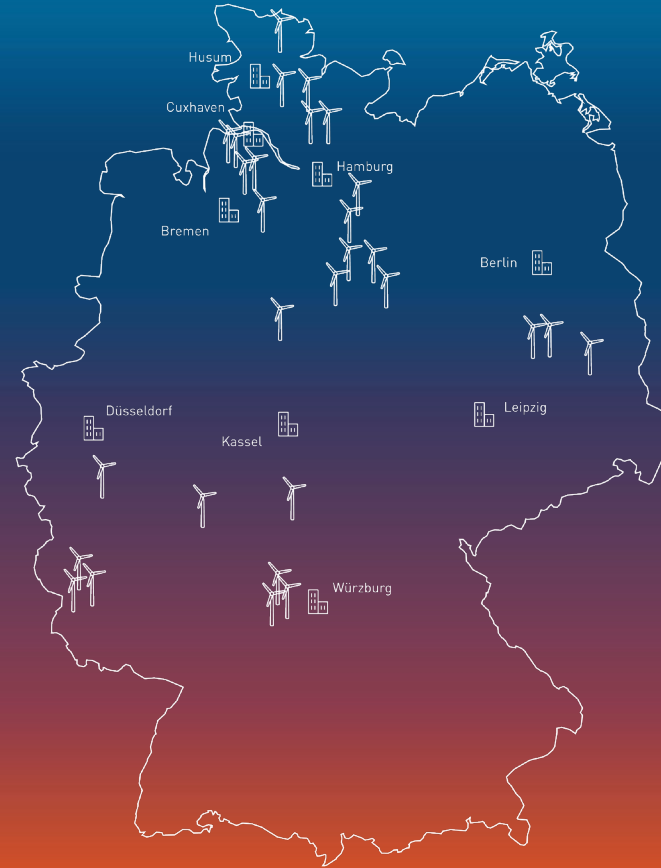 Husum
Cuxhaven
Hamburg
Bremen
Berlin
Düsseldorf
Leipzig
Kassel
Würzburg